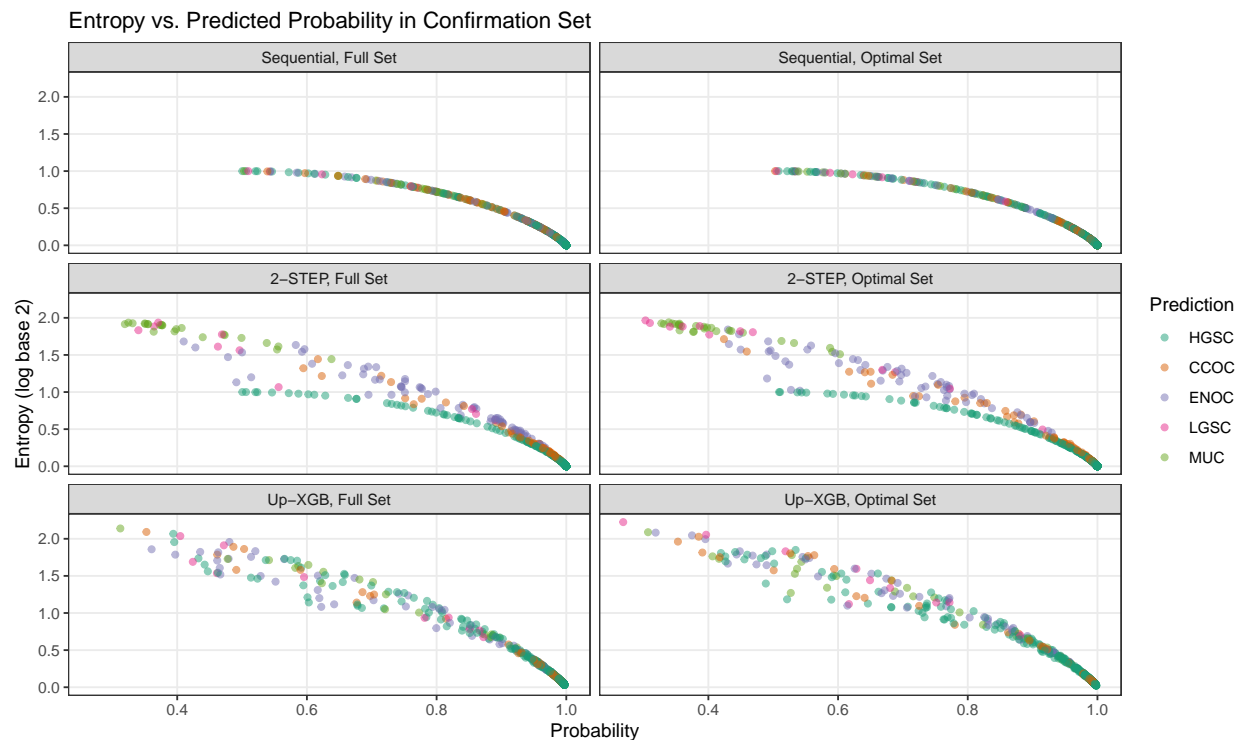 Entropy vs. Predicted Probability in Confirmation Set
Sequential, Full Set
Sequential, Optimal Set
2.0
1.5
1.0
0.5
0.0
2−STEP, Full Set
2−STEP, Optimal Set
2.0
1.5
1.0
0.5
0.0
Up−XGB, Full Set
Up−XGB, Optimal Set
2.0
1.5
1.0
0.5
0.0
0.4 0.6 0.8 1.0
0.4 0.6 0.8 1.0
Probability
Entropy (log base 2)
Prediction
HGSC
CCOC
ENOC
LGSC
MUC